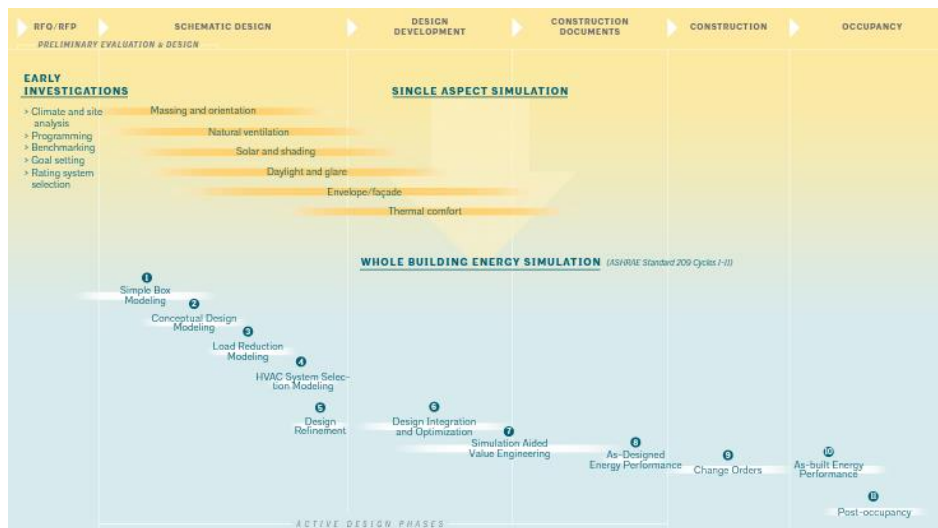 RFQ/RFP
SCHEMATIC DESIGN
DESIGN
DEVELOPMENT
CONSTRUCTION
DOCUMENTS
CONSTRUCTION
OCCUPANCY
PRELIMINARY EVALUATION & DESIGN
EARLY
INVESTIGATIONS
> Climate and site
analysis
> Programming
> Benchmarking
> Goal setting
> Rating system
selection
SINGLE ASPECT SIMULATION
Massing and orientation
Natural ventilation
Solar and shading
Daylight and glare
Envelope/façade
Thermal comfort
WHOLE BUILDING ENERGY SIMULATION (ASHRAE Standard 209 Cycles 1-11)
1
Simple Box
Modeling
2
Conceptual Design
Modeling
3
Load Reduction
Modeling
4
HVAC System Selec-
tion Modeling
5
Design
Refinement
6
Design Integration
and Optimization
7
Simulation Aided
Value Engineering
8
As-Designed
Energy Performance
9
Change Orders
10
As-built Energy
Performance
11
Post-occupancy
ACTIVE DESIGN PHASES